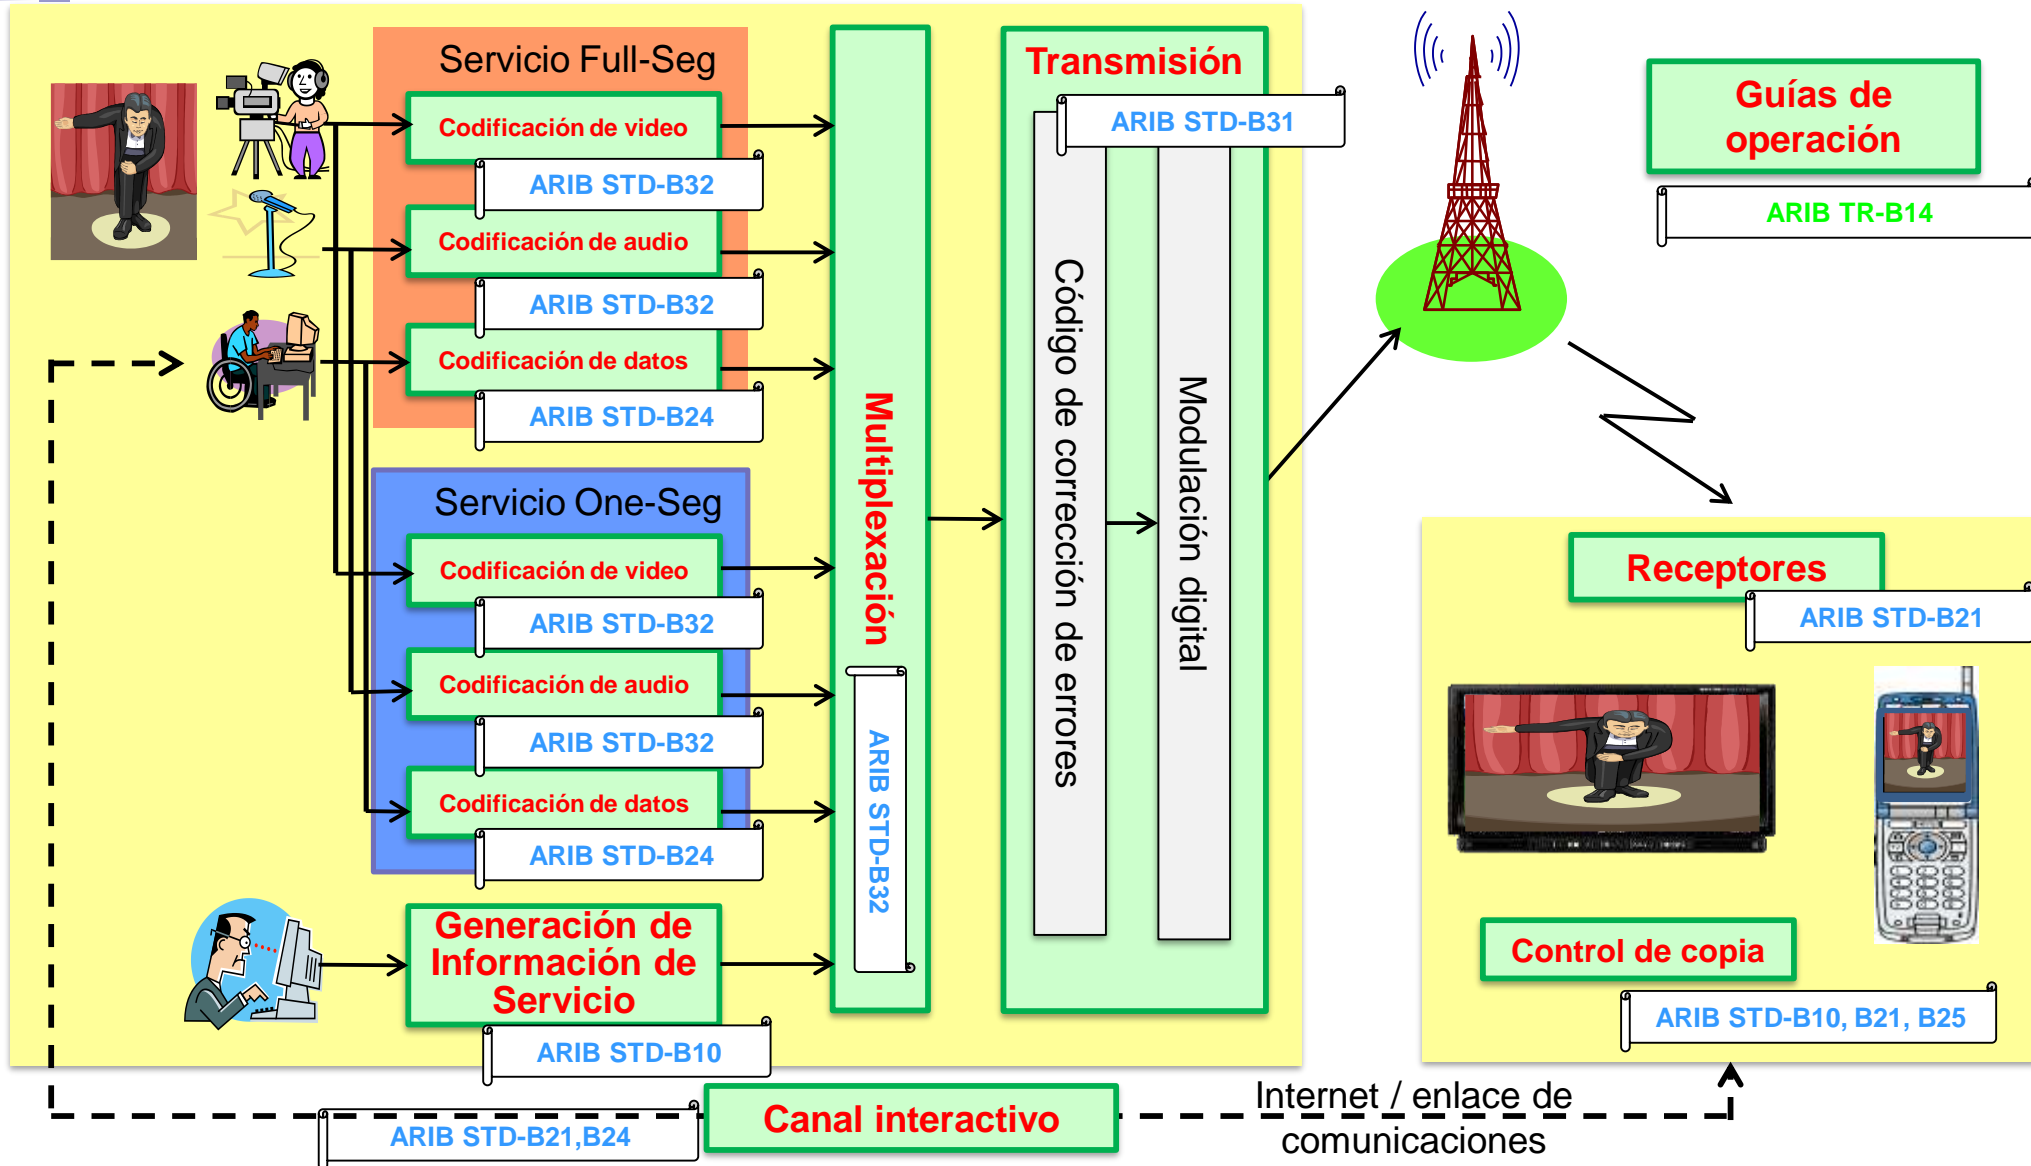 Servicio Full-Seg
Codificación de video
ARIB STD-B32
Codificación de audio
ARIB STD-B32
Codificación de datos
ARIB STD-B24
Servicio One-Seg
Codificación de video
ARIB STD-B32
Codificación de audio
ARIB STD-B32
Codificación de datos
ARIB STD-B24
Generación de
Información de
Servicio
ARIB STD-B10
Multiplexación
ARIB STD-B32
Transmisión
ARIB STD-B31
Código de corrección de errores
Modulación digital
Guías de
operación
ARIB TR-B14
Receptores
ARIB STD-B21
Control de copia
ARIB STD-B10, B21, B25
Canal interactivo
ARIB STD-B21,B24
Internet / enlace de
comunicaciones